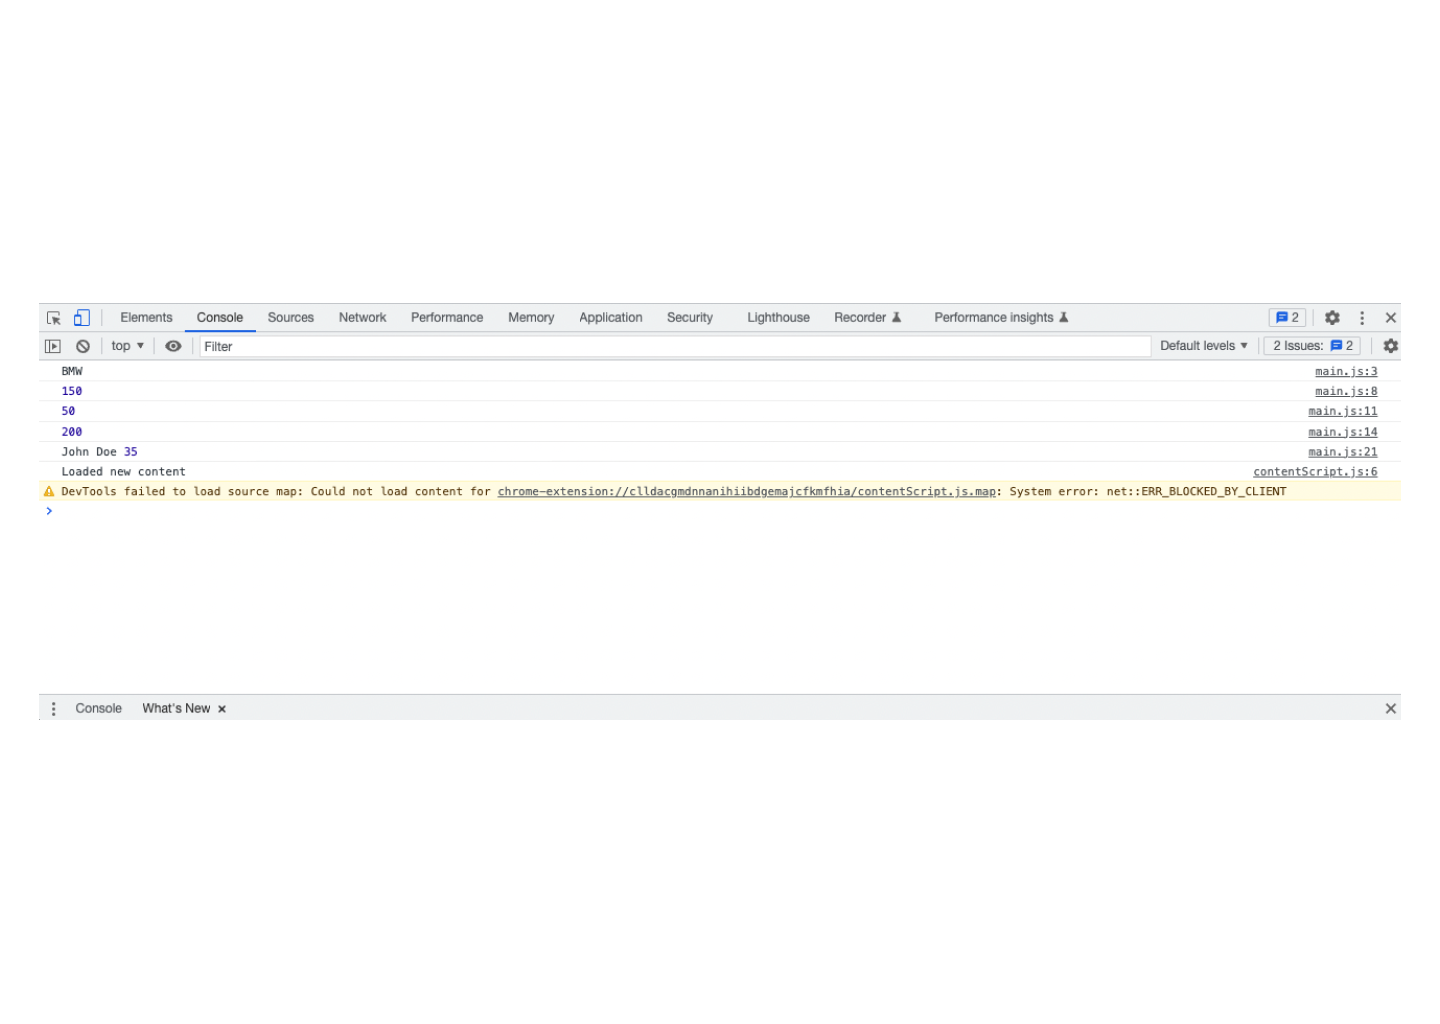 Elements Console Sources Network Performance Memory Application Security Lighthouse Recorder Performance insights 2
top Filter Default levels 2 Issues: 2
BMW main.js:3
150 main.js:8
50 main.js:11
200 main.js:14
John Doe 35 main.js:21
Loaded new content contentScript.js:6
DevTools failed to load source map: Could not load content for chrome-extension://clldacgmdnnanihiibdgemajcfkmfhia/contentScript.js.map: System error: net::ERR_BLOCKED_BY_CLIENT
Console What's New